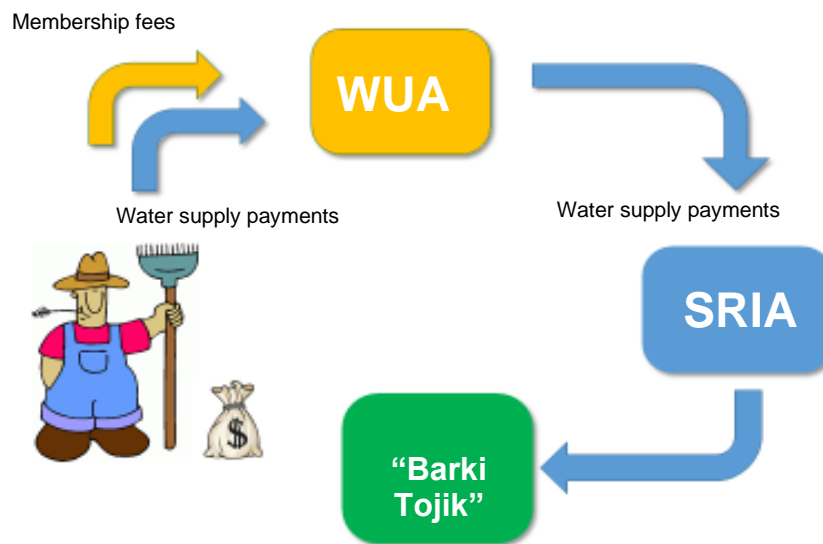 Membership fees
WUA
Water supply payments
Water supply payments
SRIA
$
“Barki
Tojik”